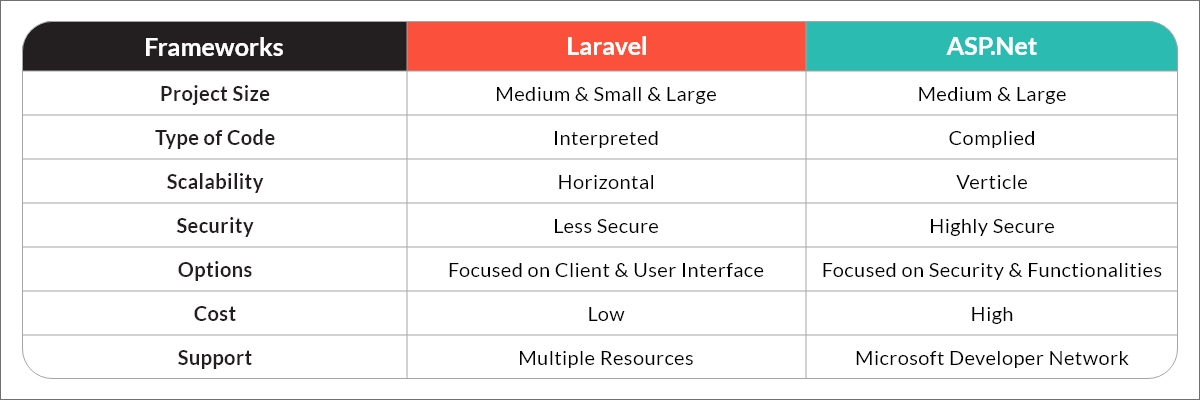 Frameworks Laravel ASP.Net
Project Size Medium & Small & Large Medium & Large
Type of Code Interpreted Complied
Scalability Horizontal Verticle
Security Less Secure Highly Secure
Options Focused on Client & User Interface Focused on Security & Functionalities
Cost Low High
Support Multiple Resources Microsoft Developer Network